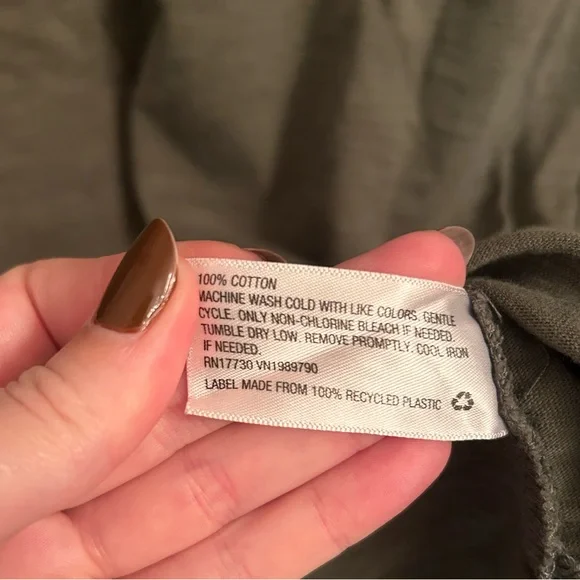 100% COTTON
MACHINE WASH COLD WITH LIKE COLORS. GENTLE
CYCLE. ONLY NON-CHLORINE BLEACH IF NEEDED.
TUMBLE DRY LOW. REMOVE PROMPTLY. COOL IRON
IF NEEDED.
RN17730 VN1989790
LABEL MADE FROM 100% RECYCLED PLASTIC